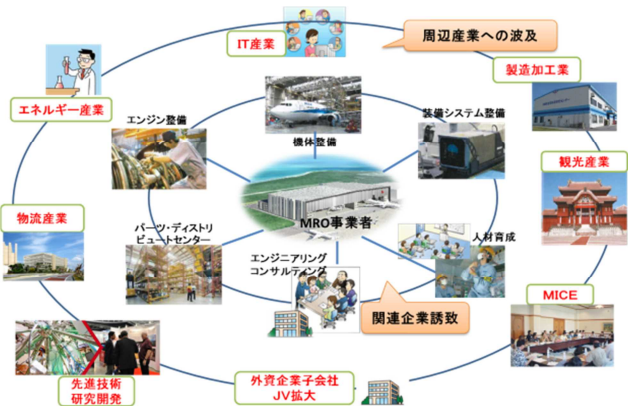 IT産業
周辺産業への波及
製造加工業
エネルギー産業
エンジン整備
機体整備
装備システム整備
観光産業
物流産業
MRO事業者
パーツ・ディストリ
ビュートセンター
エンジニアリング
コンサルティング
人材育成
MICE
関連企業誘致
先進技術
研究開発
外資企業子会社
JV拡大